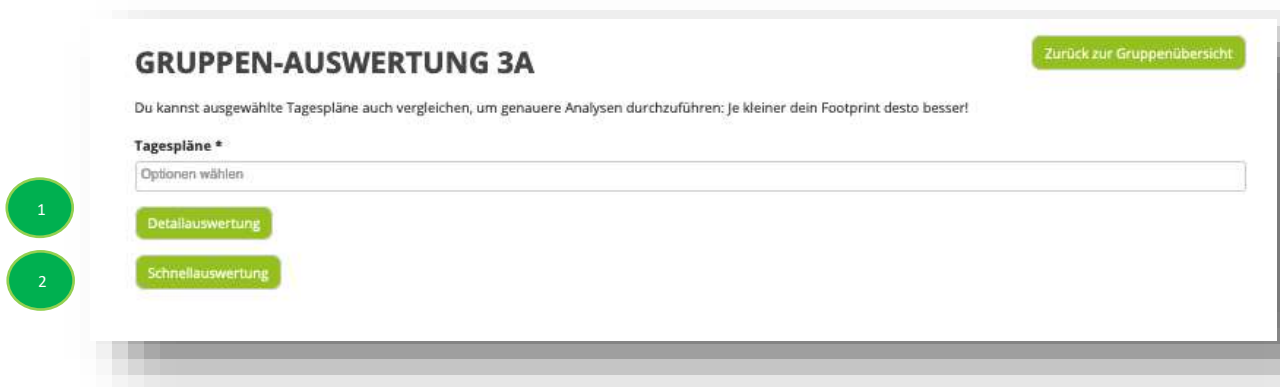 GRUPPEN-AUSWERTUNG 3A
Zurück zur Gruppenübersicht
Du kannst ausgewählte Tagespläne auch vergleichen, um genauere Analysen durchzuführen: Je kleiner dein Footprint desto besser!
Tagespläne *
Optionen wählen
1
Detailauswertung
2
Schnellauswertung